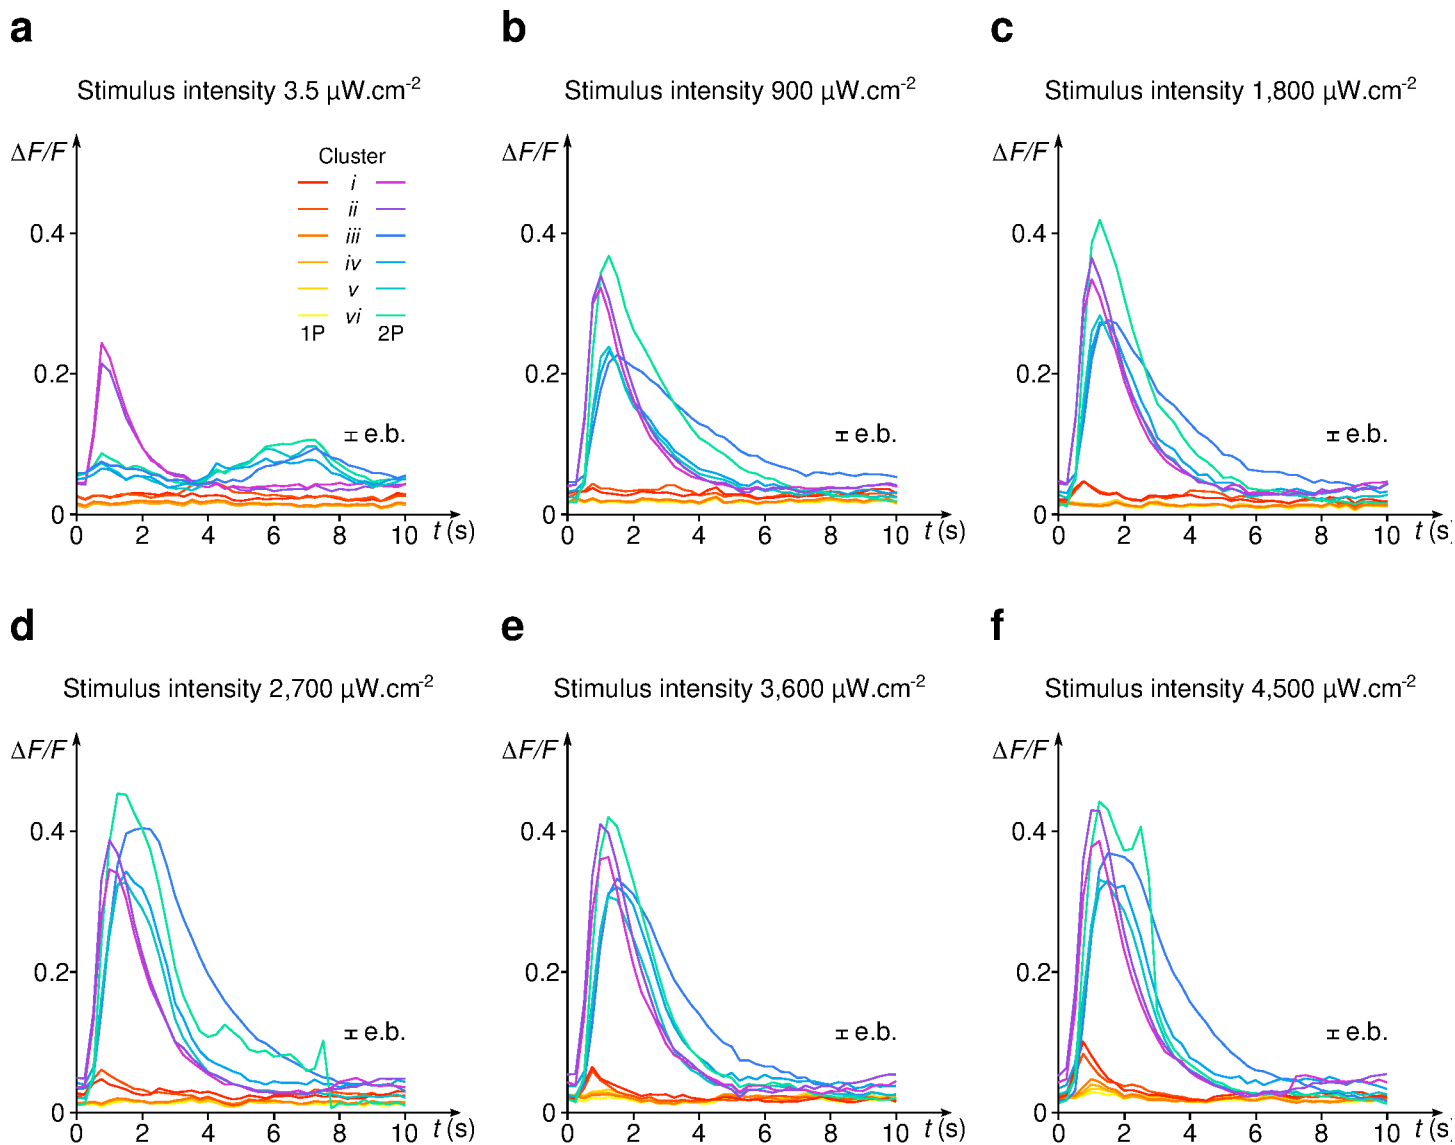 a
Stimulus intensity 3.5 µW.cm-2
ΔF/F
Cluster
i
ii
iii
iv
v
vi
1P 2P
0.4
0.2
0
e.b.
0 2 4 6 8 10 t (s)
b
Stimulus intensity 900 µW.cm-2
ΔF/F
0.4
0.2
0
e.b.
0 2 4 6 8 10 t (s)
c
Stimulus intensity 1,800 µW.cm-2
ΔF/F
0.4
0.2
0
e.b.
0 2 4 6 8 10 t (s)
d
Stimulus intensity 2,700 µW.cm-2
ΔF/F
0.4
0.2
0
e.b.
0 2 4 6 8 10 t (s)
e
Stimulus intensity 3,600 µW.cm-2
ΔF/F
0.4
0.2
0
e.b.
0 2 4 6 8 10 t (s)
f
Stimulus intensity 4,500 µW.cm-2
ΔF/F
0.4
0.2
0
e.b.
0 2 4 6 8 10 t (s)